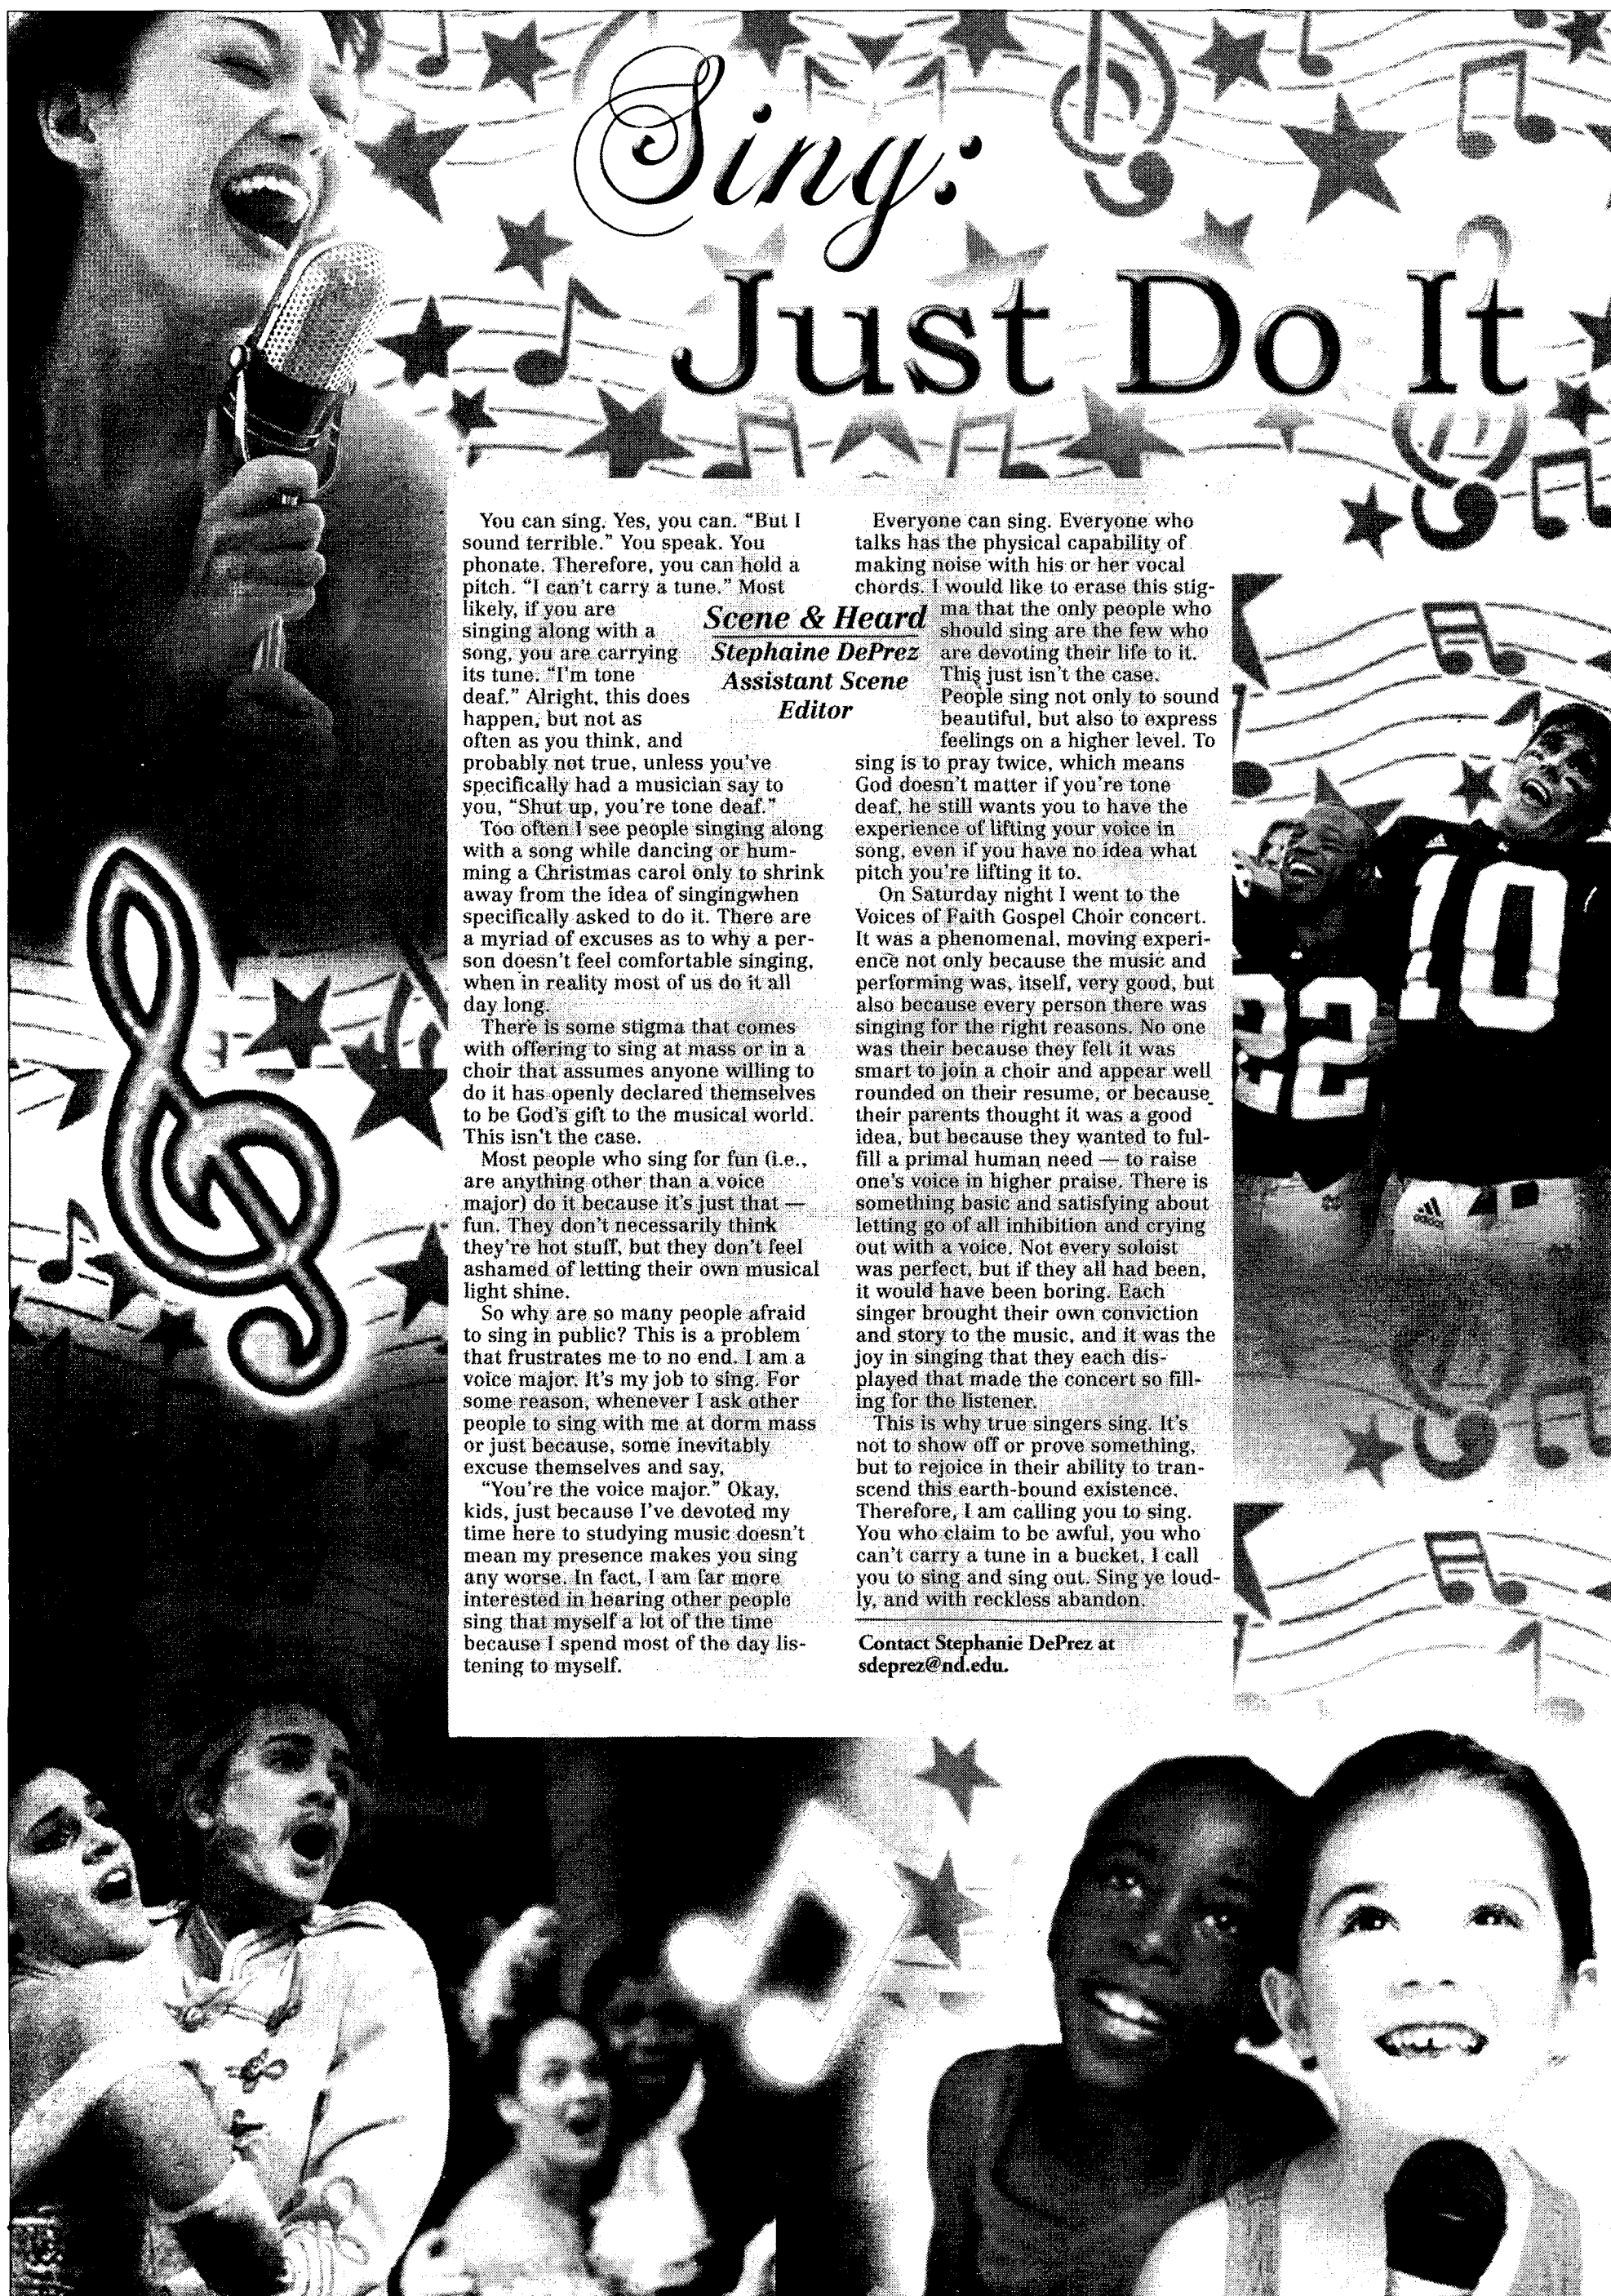 Sing:
Just Do It
You can sing. Yes, you can. “But I
sound terrible.” You speak. You
phonate. Therefore, you can hold a
pitch. “I can't carry a tune.” Most
likely, if you are
singing along with a
song, you are carrying
its tune. “I'm tone
deaf.” Alright, this does
happen, but not as
often as you think, and
probably not true, unless you've
specifically had a musician say to
you, “Shut up, you're tone deaf.”
Too often I see people singing along
with a song while dancing or hum-
ming a Christmas carol only to shrink
away from the idea of singingwhen
specifically asked to do it. There are
a myriad of excuses as to why a per-
son doesn't feel comfortable singing,
when in reality most of us do it all
day long.
There is some stigma that comes
with offering to sing at mass or in a
choir that assumes anyone willing to
do it has openly declared themselves
to be God's gift to the musical world.
This isn't the case.
Most people who sing for fun (i.e.,
are anything other than a voice
major) do it because it's just that —
fun. They don't necessarily think
they're hot stuff, but they don't feel
ashamed of letting their own musical
light shine.
So why are so many people afraid
to sing in public? This is a problem
that frustrates me to no end. I am a
voice major. It's my job to sing. For
some reason, whenever I ask other
people to sing with me at dorm mass
or just because, some inevitably
excuse themselves and say,
“You're the voice major.” Okay,
kids, just because I've devoted my
time here to studying music doesn't
mean my presence makes you sing
any worse. In fact, I am far more
interested in hearing other people
sing that myself a lot of the time
because I spend most of the day lis-
tening to myself.
Scene & Heard
Stephaine DePrez
Assistant Scene
Editor
Everyone can sing. Everyone who
talks has the physical capability of
making noise with his or her vocal
chords. I would like to erase this stig-
ma that the only people who
should sing are the few who
are devoting their life to it.
This just isn't the case.
People sing not only to sound
beautiful, but also to express
feelings on a higher level. To
sing is to pray twice, which means
God doesn't matter if you're tone
deaf, he still wants you to have the
experience of lifting your voice in
song, even if you have no idea what
pitch you're lifting it to.
On Saturday night I went to the
Voices of Faith Gospel Choir concert.
It was a phenomenal, moving experi-
ence not only because the music and
performing was, itself, very good, but
also because every person there was
singing for the right reasons. No one
was their because they felt it was
smart to join a choir and appear well
rounded on their resume, or because
their parents thought it was a good
idea, but because they wanted to ful-
fill a primal human need — to raise
one's voice in higher praise. There is
something basic and satisfying about
letting go of all inhibition and crying
out with a voice. Not every soloist
was perfect, but if they all had been,
it would have been boring. Each
singer brought their own conviction
and story to the music, and it was the
joy in singing that they each dis-
played that made the concert so fill-
ing for the listener.
This is why true singers sing. It's
not to show off or prove something,
but to rejoice in their ability to tran-
scend this earth-bound existence.
Therefore, I am calling you to sing.
You who claim to be awful, you who
can't carry a tune in a bucket, I call
you to sing and sing out. Sing ye loud-
ly, and with reckless abandon.
Contact Stephanie DePrez at
sdeprez@nd.edu.
10
22
adidas